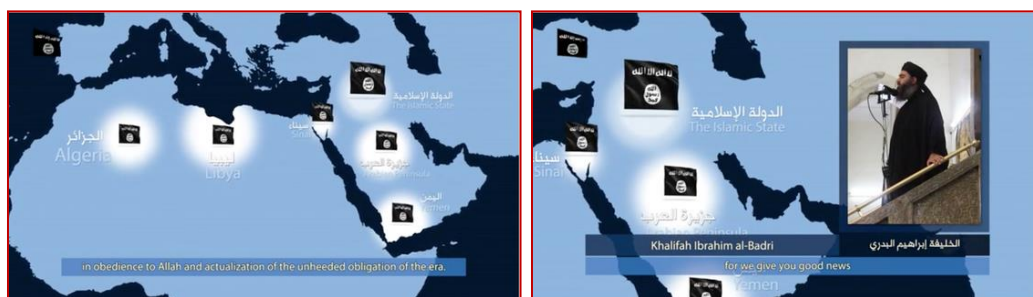 الدولة الإسلامية
The Islamic State
سيناء
الجزائر
Algeria
ليبيا
Libya
جزيرة العرب
اليمن
Yemen
in obedience to Allah and actualization of the unheeded obligation of the era.
الدولة الإسلامية
The Islamic State
جزيرة العرب
Arabian Peninsula
Khalifah Ibrahim al-Badri
الخليفة إبراهيم البدري
for we give you good news
Yemen